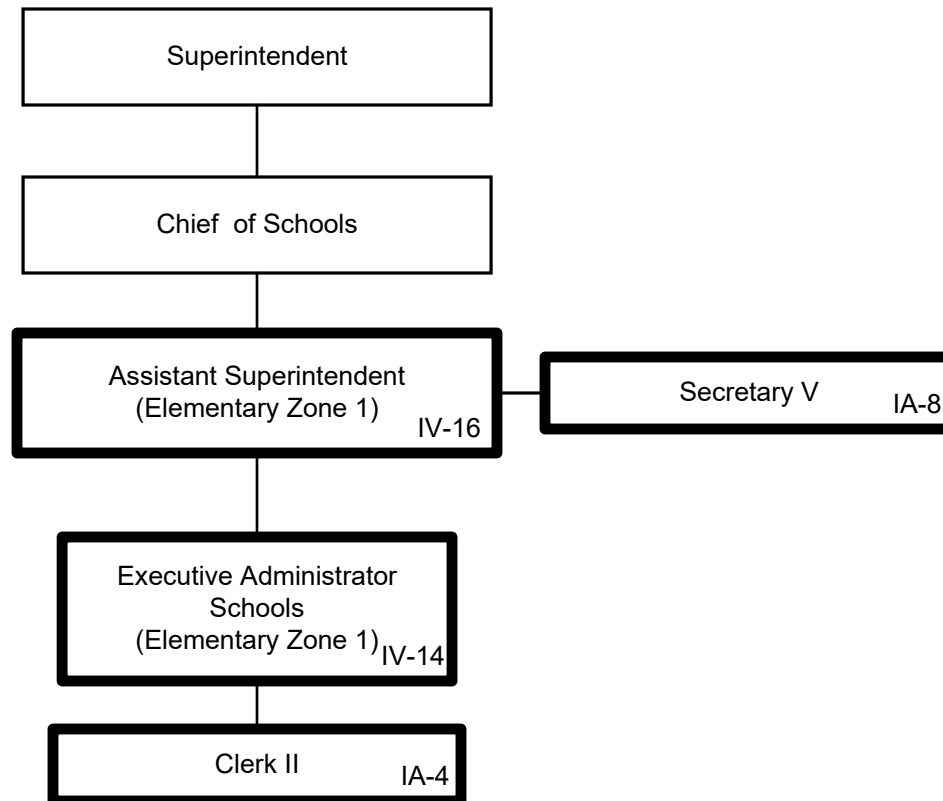 Superintendent
Chief of Schools
Assistant Superintendent
(Elementary Zone 1)
IV-16
Secretary V
IA-8
Executive Administrator
Schools
(Elementary Zone 1)
IV-14
Clerk II
IA-4